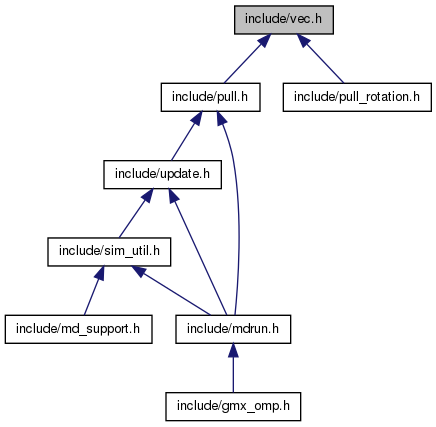 include/vec.h
include/pull.h
include/pull_rotation.h
include/update.h
include/sim_util.h
include/md_support.h
include/mdrun.h
include/gmx_omp.h